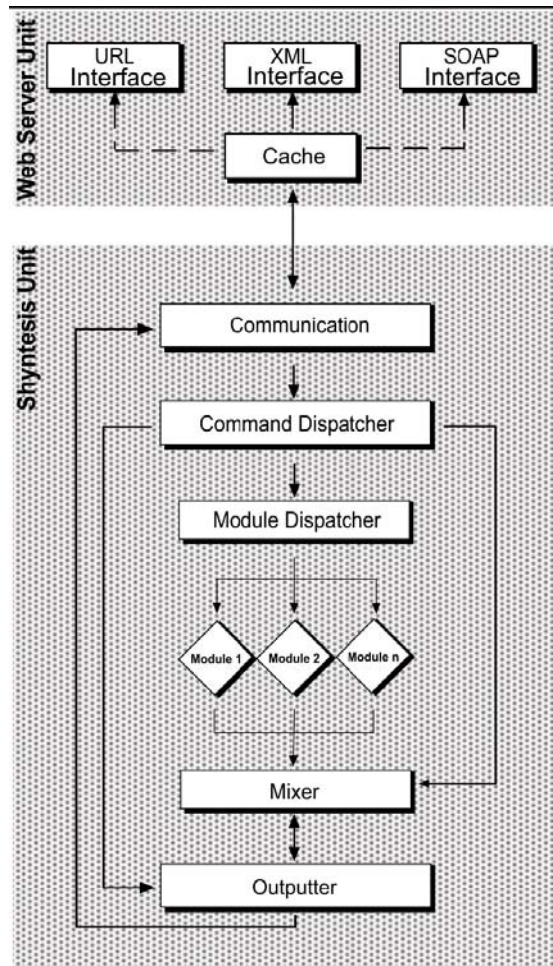 Web Server Unit
URL
Interface
XML
Interface
SOAP
Interface
Cache
Shyntesis Unit
Communication
Command Dispatcher
Module Dispatcher
Module 1
Module 2
Module n
Mixer
Outputter